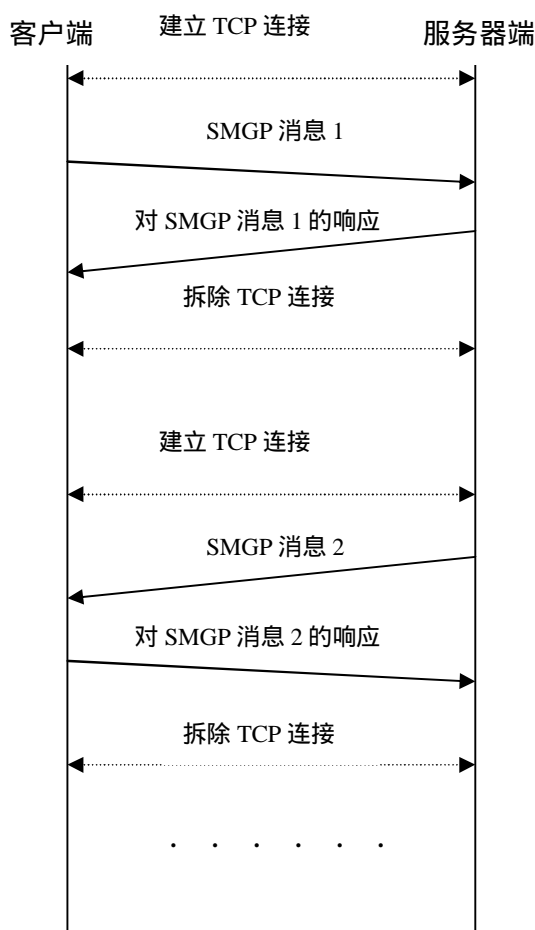 客户端
建立 TCP 连接
服务器端
SMGP 消息 1
对 SMGP 消息 1 的响应
拆除 TCP 连接
建立 TCP 连接
SMGP 消息 2
对 SMGP 消息 2 的响应
拆除 TCP 连接
. . . . . .